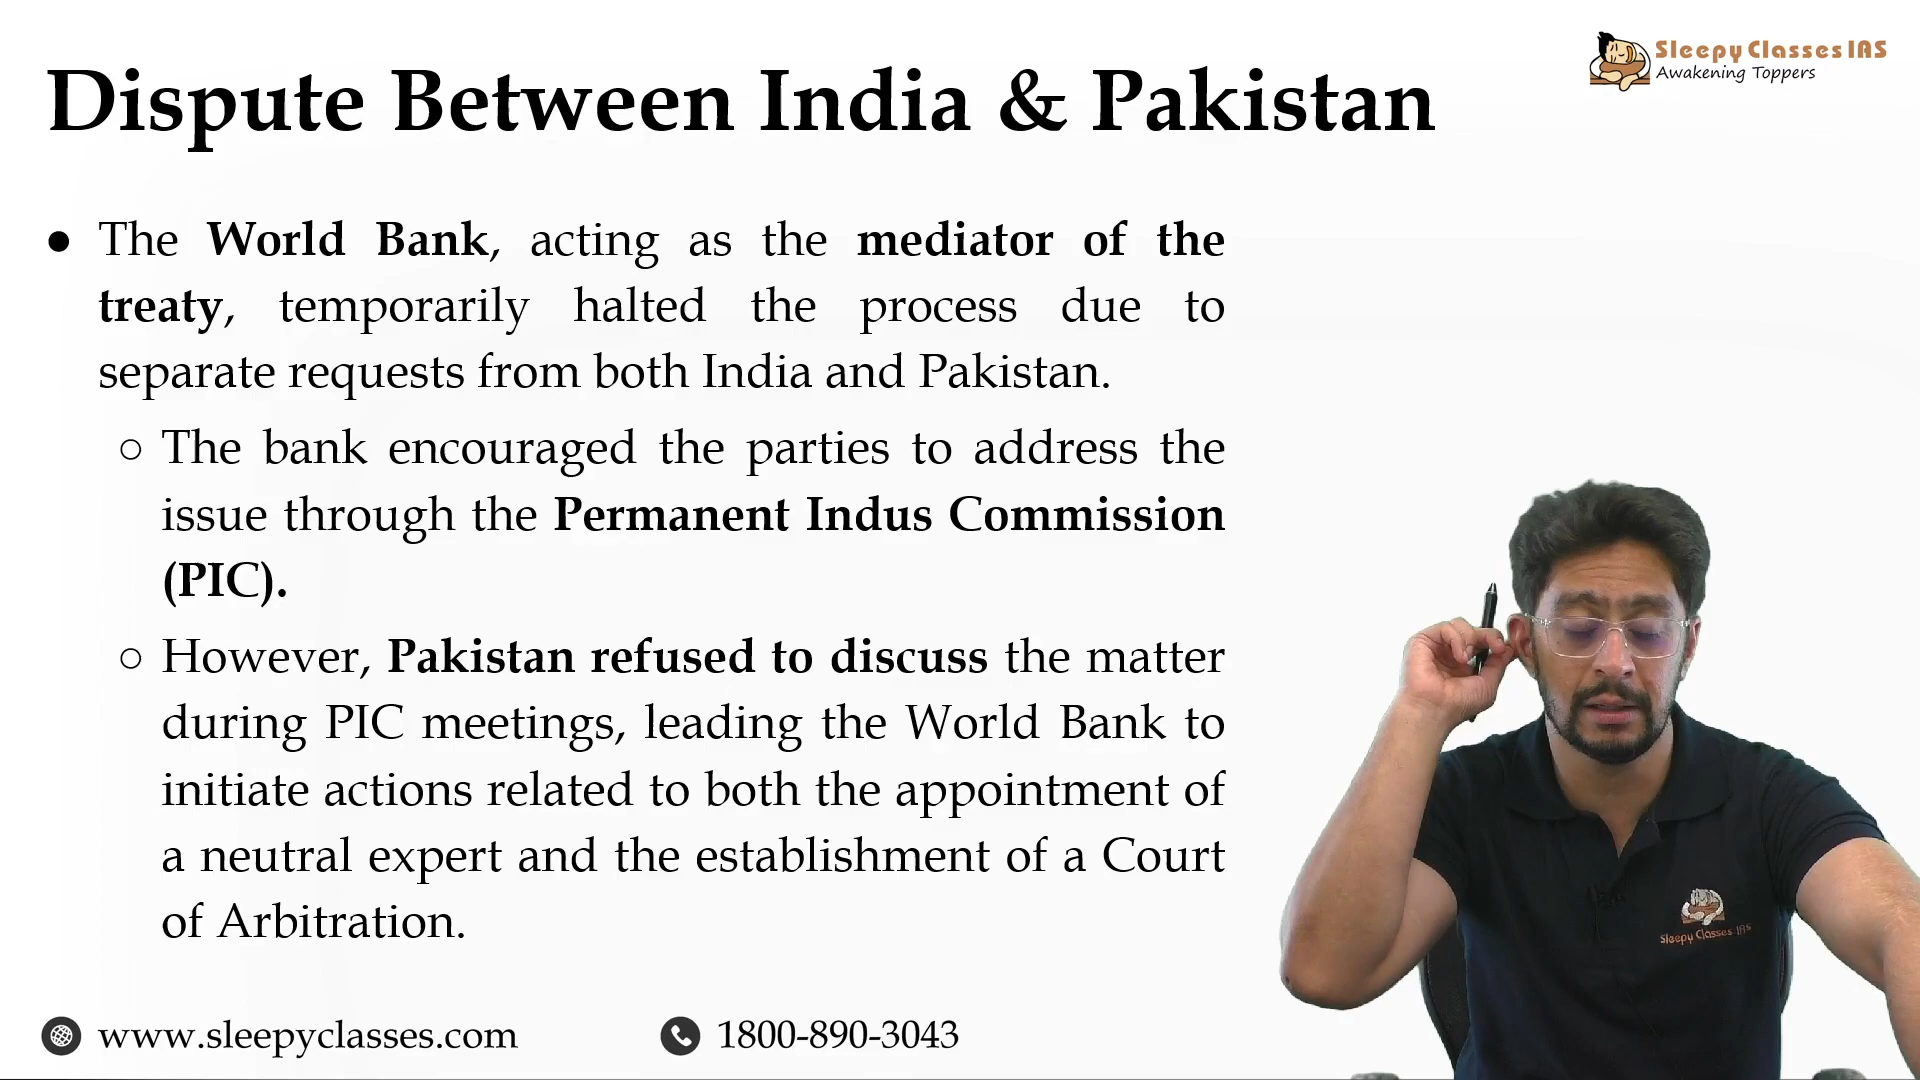 Sleepy Classes IAS
Awakening Toppers
Dispute Between India & Pakistan
● The World Bank, acting as the mediator of the
treaty, temporarily halted the process due to
separate requests from both India and Pakistan.
○ The bank encouraged the parties to address the
issue through the Permanent Indus Commission
(PIC).
○ However, Pakistan refused to discuss the matter
during PIC meetings, leading the World Bank to
initiate actions related to both the appointment of
a neutral expert and the establishment of a Court
of Arbitration.
Sleepy Classes IAS
www.sleepyclasses.com
1800-890-3043